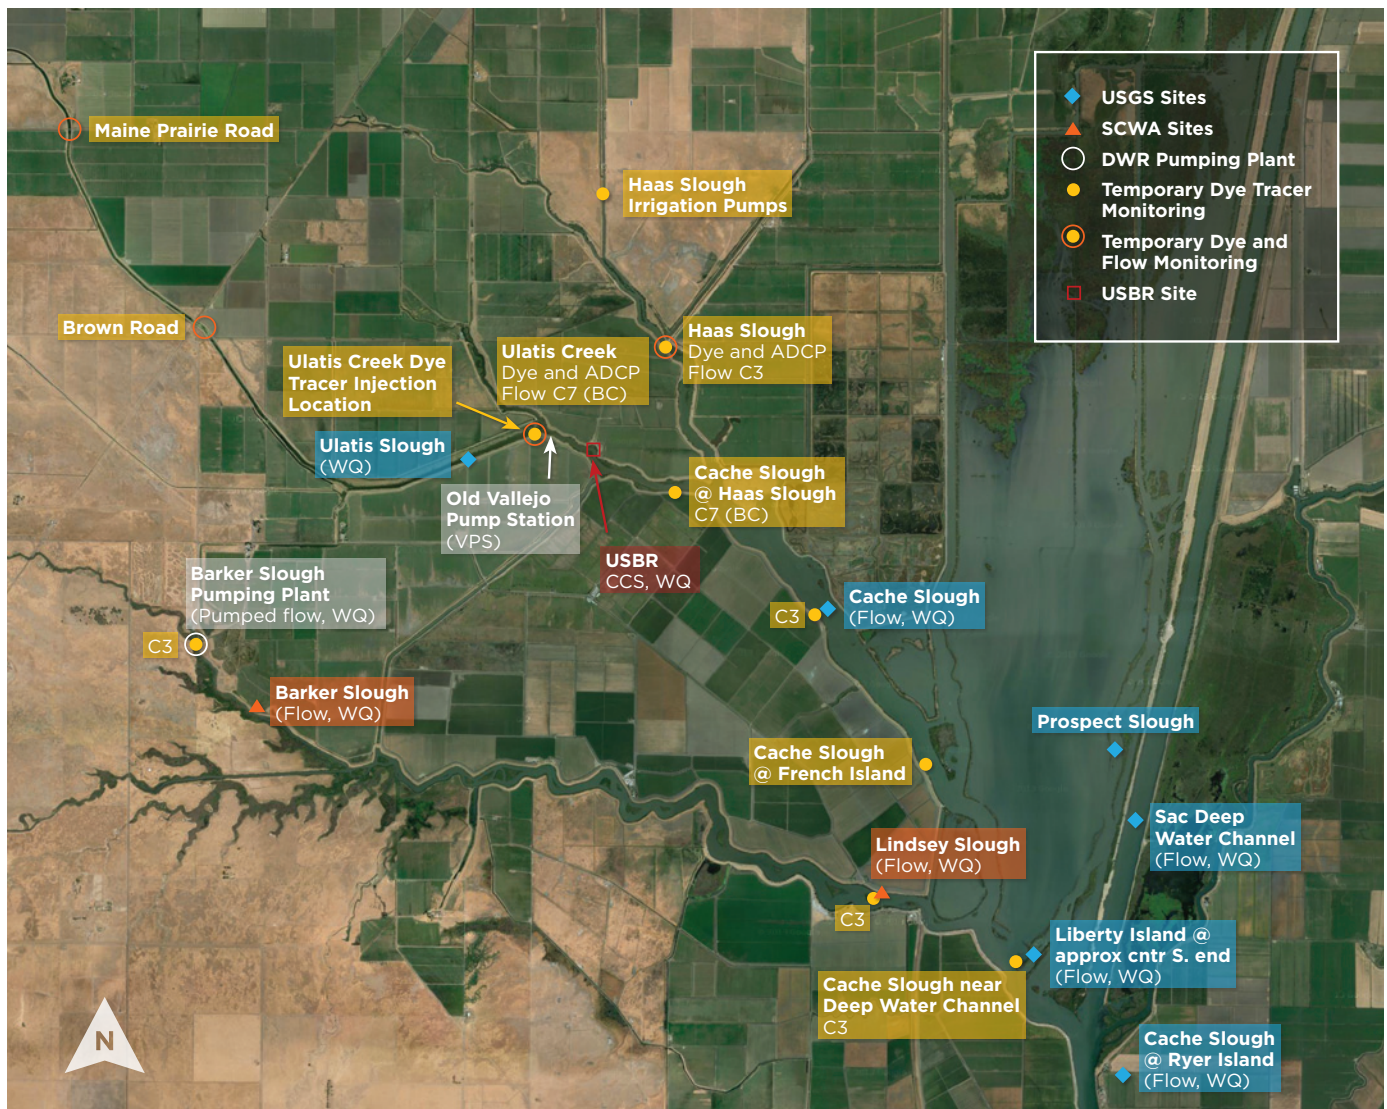 USGS Sites
SCWA Sites
DWR Pumping Plant
Temporary Dye Tracer
Monitoring
Temporary Dye and
Flow Monitoring
USBR Site
Maine Prairie Road
Haas Slough
Irrigation Pumps
Brown Road
Ulatis Creek Dye
Tracer Injection
Location
Ulatis Creek
Dye and ADCP
Flow C7 (BC)
Haas Slough
Dye and ADCP
Flow C3
Ulatis Slough
(WQ)
Old Vallejo
Pump Station
(VPS)
Cache Slough
@ Haas Slough
C7 (BC)
USBR
CCS, WQ
Barker Slough
Pumping Plant
(Pumped flow, WQ)
C3
C3
Cache Slough
(Flow, WQ)
Barker Slough
(Flow, WQ)
Prospect Slough
Cache Slough
@ French Island
Sac Deep
Water Channel
(Flow, WQ)
Lindsey Slough
(Flow, WQ)
C3
Liberty Island @
approx cntr S. end
(Flow, WQ)
Cache Slough near
Deep Water Channel
C3
Cache Slough
@ Ryer Island
(Flow, WQ)
N